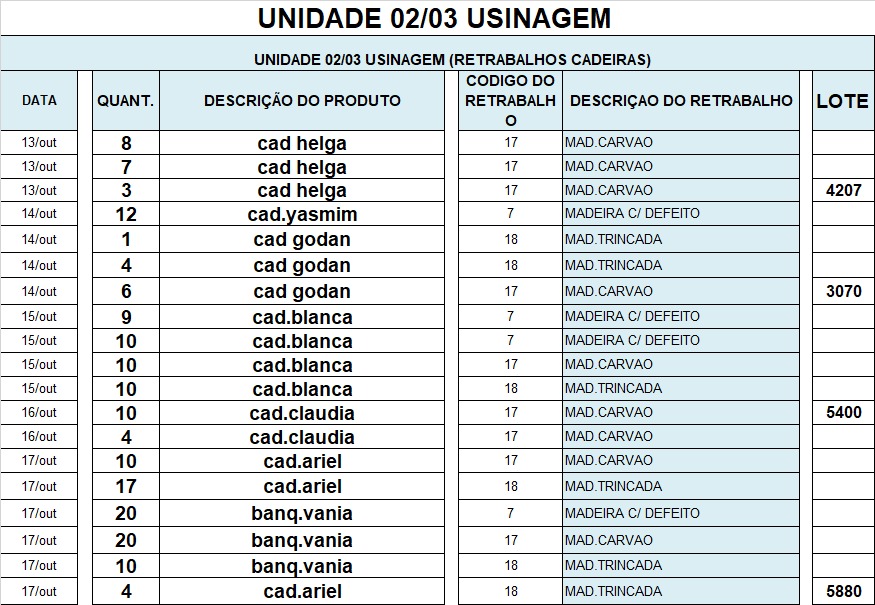 UNIDADE 02/03 USINAGEM
UNIDADE 02/03 USINAGEM (RETRABALHOS CADEIRAS)
DATA QUANT. DESCRIÇÃO DO PRODUTO CODIGO DO RETRABALHO DESCRIÇAO DO RETRABALHO LOTE
13/out 8 cad helga 17 MAD.CARVAO
13/out 7 cad helga 17 MAD.CARVAO
13/out 3 cad helga 17 MAD.CARVAO 4207
14/out 12 cad.yasmim 7 MADEIRA C/ DEFEITO
14/out 1 cad godan 18 MAD.TRINCADA
14/out 4 cad godan 18 MAD.TRINCADA
14/out 6 cad godan 17 MAD.CARVAO 3070
15/out 9 cad.blanca 7 MADEIRA C/ DEFEITO
15/out 10 cad.blanca 7 MADEIRA C/ DEFEITO
15/out 10 cad.blanca 17 MAD.CARVAO
15/out 10 cad.blanca 18 MAD.TRINCADA
16/out 10 cad.claudia 17 MAD.CARVAO 5400
16/out 4 cad.claudia 17 MAD.CARVAO
17/out 10 cad.ariel 17 MAD.CARVAO
17/out 17 cad.ariel 18 MAD.TRINCADA
17/out 20 banq.vania 7 MADEIRA C/ DEFEITO
17/out 20 banq.vania 17 MAD.CARVAO
17/out 10 banq.vania 18 MAD.TRINCADA
17/out 4 cad.ariel 18 MAD.TRINCADA 5880